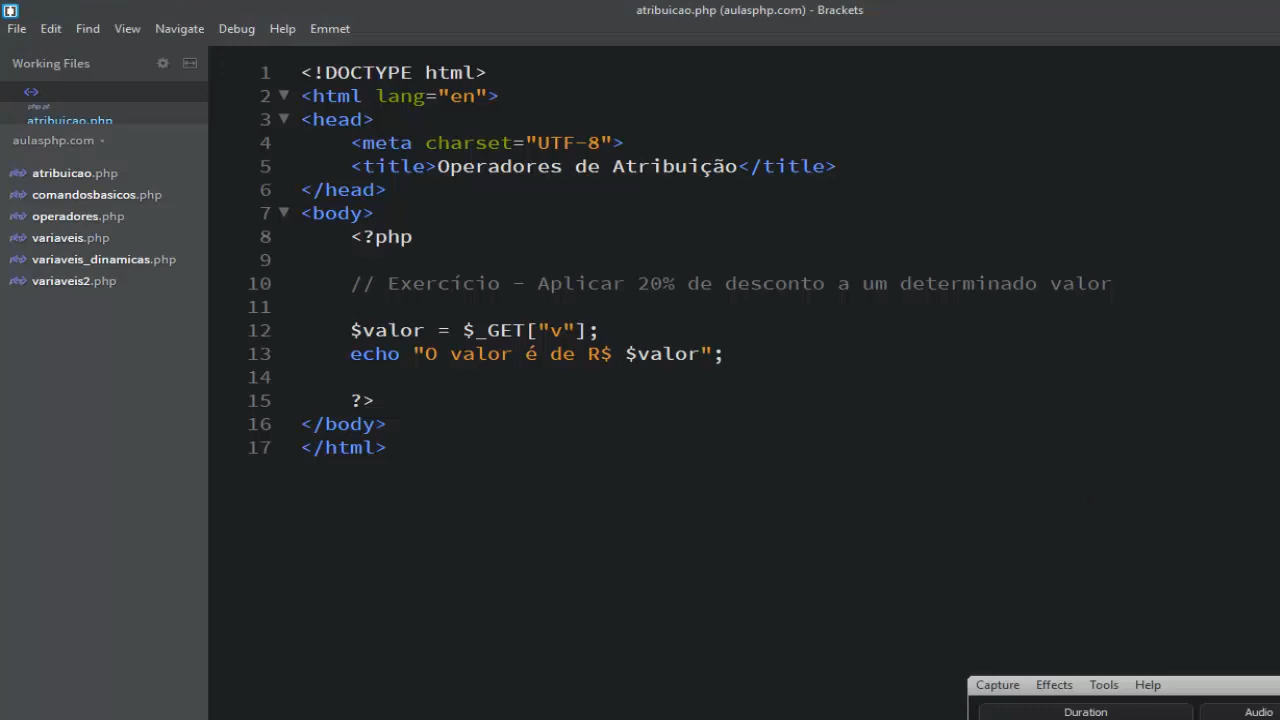 atribuicao.php (aulasphp.com) - Brackets
File Edit Find View Navigate Debug Help Emmet
Working Files
atribuicao.php
aulasphp.com
atribuicao.php
comandosbasicos.php
operadores.php
variaveis.php
variaveis_dinamicas.php
variaveis2.php
1 <!DOCTYPE html>
2 <html lang="en">
3 <head>
4 <meta charset="UTF-8">
5 <title>Operadores de Atribuição</title>
6 </head>
7 <body>
8 <?php
9
10 // Exercício - Aplicar 20% de desconto a um determinado valor
11
12 $valor = $_GET["v"];
13 echo "O valor é de R$ $valor";
14
15 ?>
16 </body>
17 </html>
Capture Effects Tools Help
Duration Audio